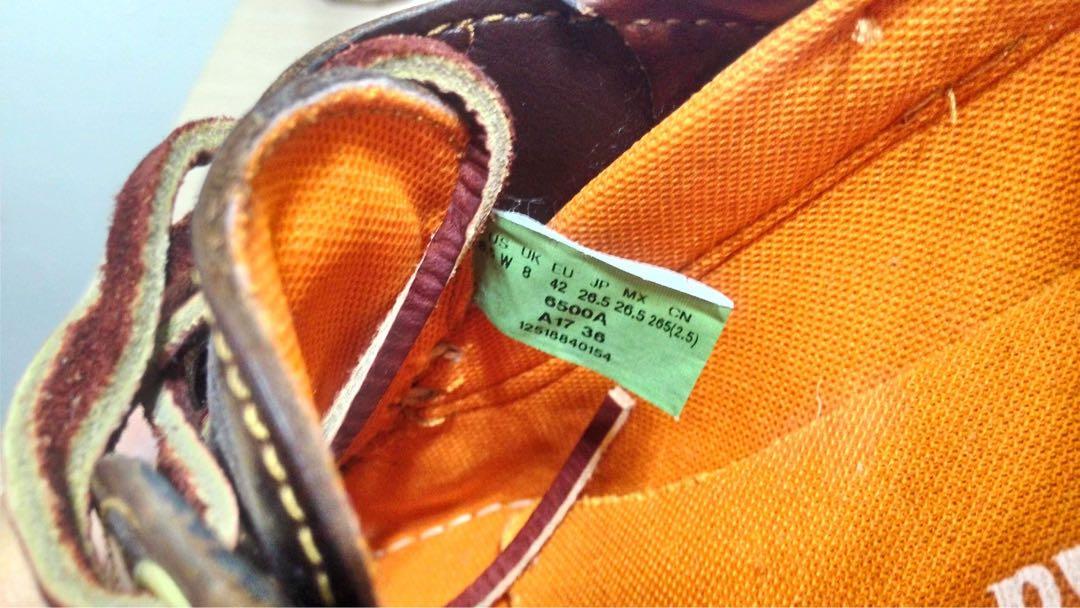 US UK EU JP MX CN
W 8 42 26.5 26.5 265(2.5)
6500A
A17 36
12518840154